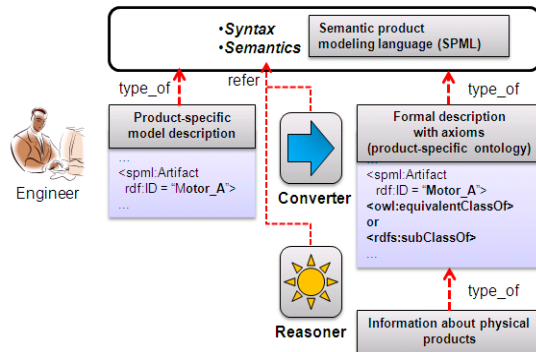 •Syntax
•Semantics
Semantic product
modeling language (SPML)
type_of
refer
type_of
Product-specific
model description
...
<spml:Artifact
rdf:ID = “Motor_A”>
...
Engineer
Converter
Formal description
with axioms
(product-specific ontology)
...
<spml:Artifact
rdf:ID = “Motor_A”>
<owl:equivalentClassOf>
or
<rdfs:subClassOf>
...
Reasoner
type_of
Information about physical
products